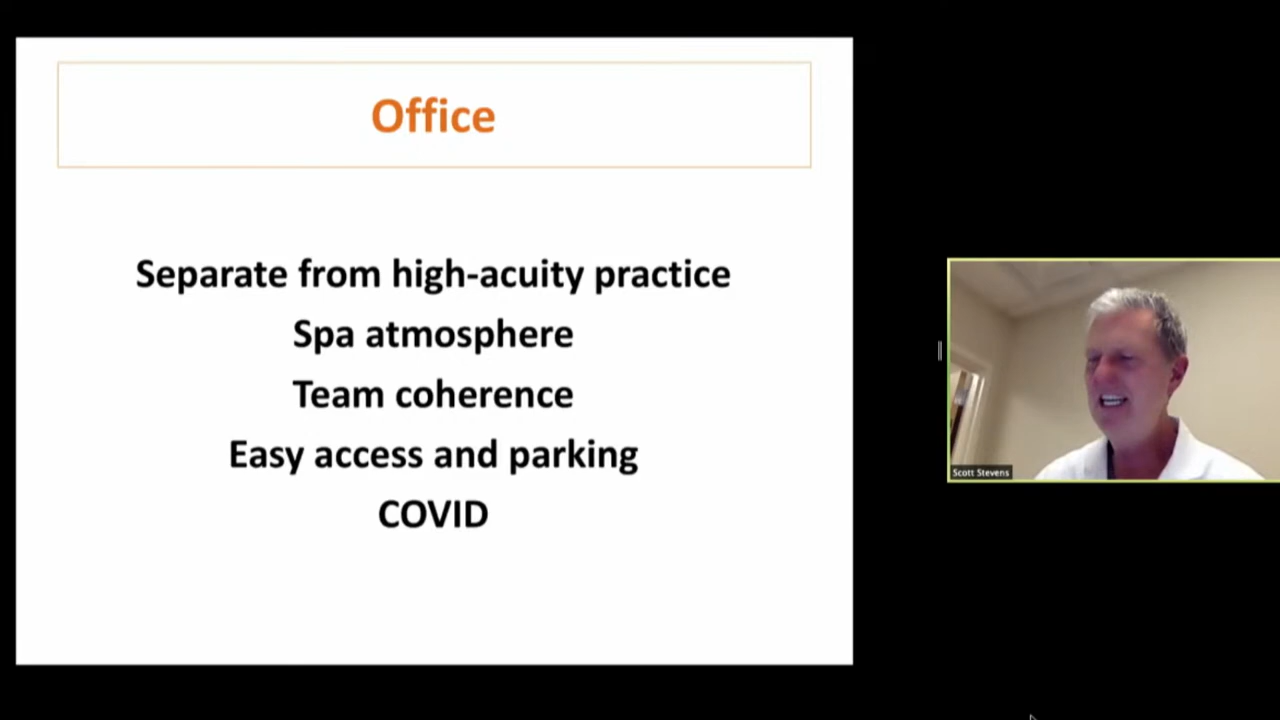 Office
Separate from high-acuity practice
Spa atmosphere
Team coherence
Easy access and parking
COVID
Scott Stevens